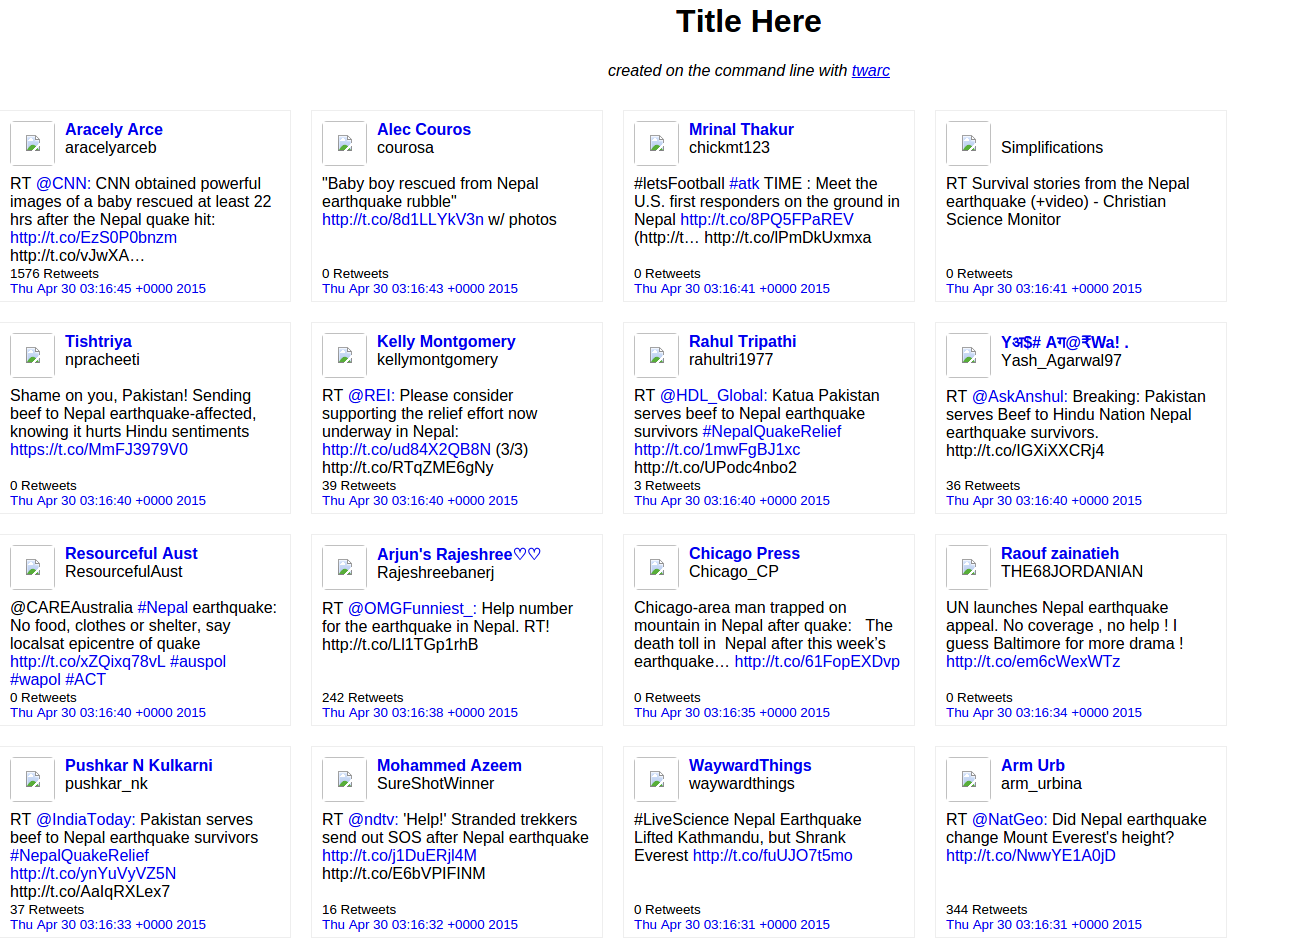 Title Here
created on the command line with twarc
Aracely Arce
aracelyarceb
RT @CNN: CNN obtained powerful
images of a baby rescued at least 22
hrs after the Nepal quake hit:
http://t.co/EzS0P0bnzm
http://t.co/vJwXA…
1576 Retweets
Thu Apr 30 03:16:45 +0000 2015
Alec Couros
courosa
"Baby boy rescued from Nepal
earthquake rubble"
http://t.co/8d1LLYkV3n w/ photos
0 Retweets
Thu Apr 30 03:16:43 +0000 2015
Mrinal Thakur
chickmt123
#letsFootball #atk TIME : Meet the
U.S. first responders on the ground in
Nepal http://t.co/8PQ5FPaREV
(http://t… http://t.co/lPmDkUxmxa
0 Retweets
Thu Apr 30 03:16:41 +0000 2015
Simplifications
RT Survival stories from the Nepal
earthquake (+video) - Christian
Science Monitor
0 Retweets
Thu Apr 30 03:16:41 +0000 2015
Tishtriya
npracheeti
Shame on you, Pakistan! Sending
beef to Nepal earthquake-affected,
knowing it hurts Hindu sentiments
https://t.co/MmFJ3979V0
0 Retweets
Thu Apr 30 03:16:40 +0000 2015
Kelly Montgomery
kellymontgomery
RT @REI: Please consider
supporting the relief effort now
underway in Nepal:
http://t.co/ud84X2QB8N (3/3)
http://t.co/RTqZME6gNy
39 Retweets
Thu Apr 30 03:16:40 +0000 2015
Rahul Tripathi
rahultri1977
RT @HDL_Global: Katua Pakistan
serves beef to Nepal earthquake
survivors #NepalQuakeRelief
http://t.co/1mwFgBJ1xc
http://t.co/UPodc4nbo2
3 Retweets
Thu Apr 30 03:16:40 +0000 2015
Yअ$# Aग@₹Wa! .
Yash_Agarwal97
RT @AskAnshul: Breaking: Pakistan
serves Beef to Hindu Nation Nepal
earthquake survivors.
http://t.co/IGXiXXCRj4
36 Retweets
Thu Apr 30 03:16:40 +0000 2015
Resourceful Aust
ResourcefulAust
@CAREAustralia #Nepal earthquake:
No food, clothes or shelter, say
localsat epicentre of quake
http://t.co/xZQixq78vL #auspol
#wapol #ACT
0 Retweets
Thu Apr 30 03:16:40 +0000 2015
Arjun's Rajeshree♡♡
Rajeshreebanerj
RT @OMGFunniest_: Help number
for the earthquake in Nepal. RT!
http://t.co/Ll1TGp1rhB
242 Retweets
Thu Apr 30 03:16:38 +0000 2015
Chicago Press
Chicago_CP
Chicago-area man trapped on
mountain in Nepal after quake:   The
death toll in  Nepal after this week’s
earthquake… http://t.co/61FopEXDvp
0 Retweets
Thu Apr 30 03:16:35 +0000 2015
Raouf zainatieh
THE68JORDANIAN
UN launches Nepal earthquake
appeal. No coverage , no help ! I
guess Baltimore for more drama !
http://t.co/em6cWexWTz
0 Retweets
Thu Apr 30 03:16:34 +0000 2015
Pushkar N Kulkarni
pushkar_nk
RT @IndiaToday: Pakistan serves
beef to Nepal earthquake survivors
#NepalQuakeRelief
http://t.co/ynYuVyVZ5N
http://t.co/AaIqRXLex7
37 Retweets
Thu Apr 30 03:16:33 +0000 2015
Mohammed Azeem
SureShotWinner
RT @ndtv: 'Help!' Stranded trekkers
send out SOS after Nepal earthquake
http://t.co/j1DuERjl4M
http://t.co/E6bVPIFINM
16 Retweets
Thu Apr 30 03:16:32 +0000 2015
WaywardThings
waywardthings
#LiveScience Nepal Earthquake
Lifted Kathmandu, but Shrank
Everest http://t.co/fuUJO7t5mo
0 Retweets
Thu Apr 30 03:16:31 +0000 2015
Arm Urb
arm_urbina
RT @NatGeo: Did Nepal earthquake
change Mount Everest's height?
http://t.co/NwwYE1A0jD
344 Retweets
Thu Apr 30 03:16:31 +0000 2015